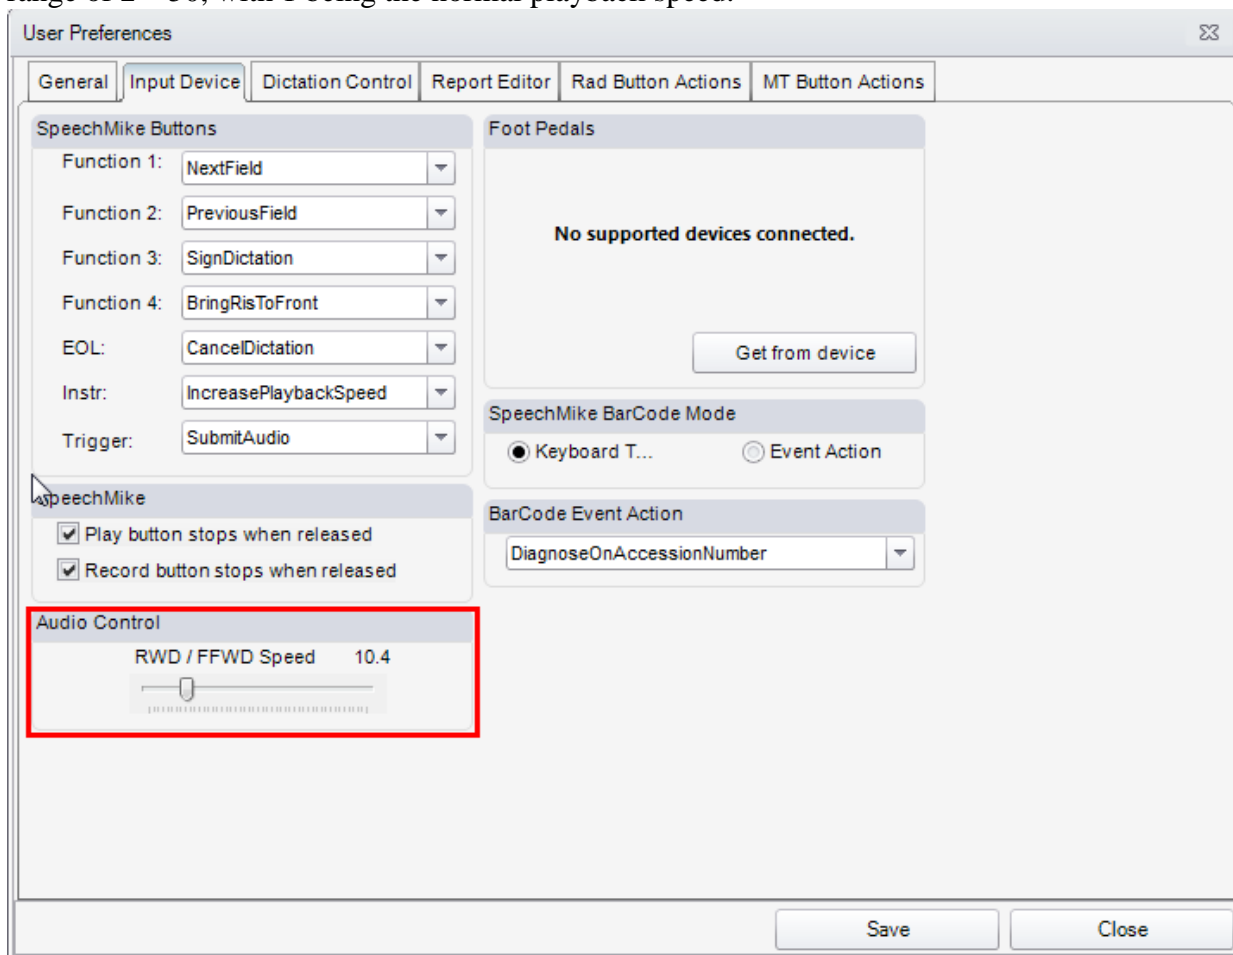 User Preferences
General Input Device Dictation Control Report Editor Rad Button Actions MT Button Actions
SpeechMike Buttons
Function 1: NextField
Function 2: PreviousField
Function 3: SignDictation
Function 4: BringRisToFront
EOL: CancelDictation
Instr: IncreasePlaybackSpeed
Trigger: SubmitAudio
SpeechMike
Play button stops when released
Record button stops when released
Audio Control
RWD / FFWD Speed 10.4
Foot Pedals
No supported devices connected.
Get from device
SpeechMike BarCode Mode
Keyboard T... Event Action
BarCode Event Action
DiagnoseOnAccessionNumber
Save Close